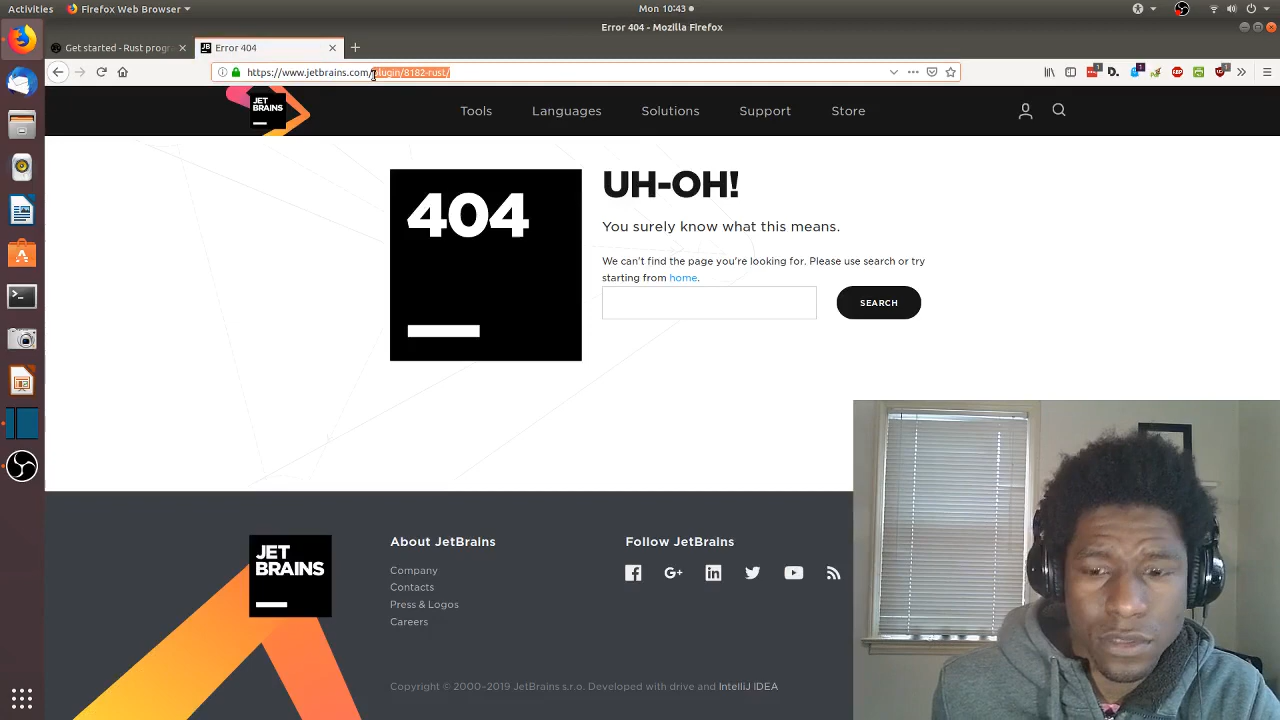 Activities
Firefox Web Browser
Mon 10:43
Error 404 - Mozilla Firefox
Get started - Rust progr
JB
Error 404
https://www.jetbrains.com/plugin/8182-rust/
JET
BRAINS
Tools
Languages
Solutions
Support
Store
404
UH-OH!
You surely know what this means.
We can't find the page you're looking for. Please use search or try
starting from home.
SEARCH
JET
BRAINS
About JetBrains
Company
Contacts
Press & Logos
Careers
Follow JetBrains
Copyright © 2000–2019 JetBrains s.r.o. Developed with drive and IntelliJ IDEA